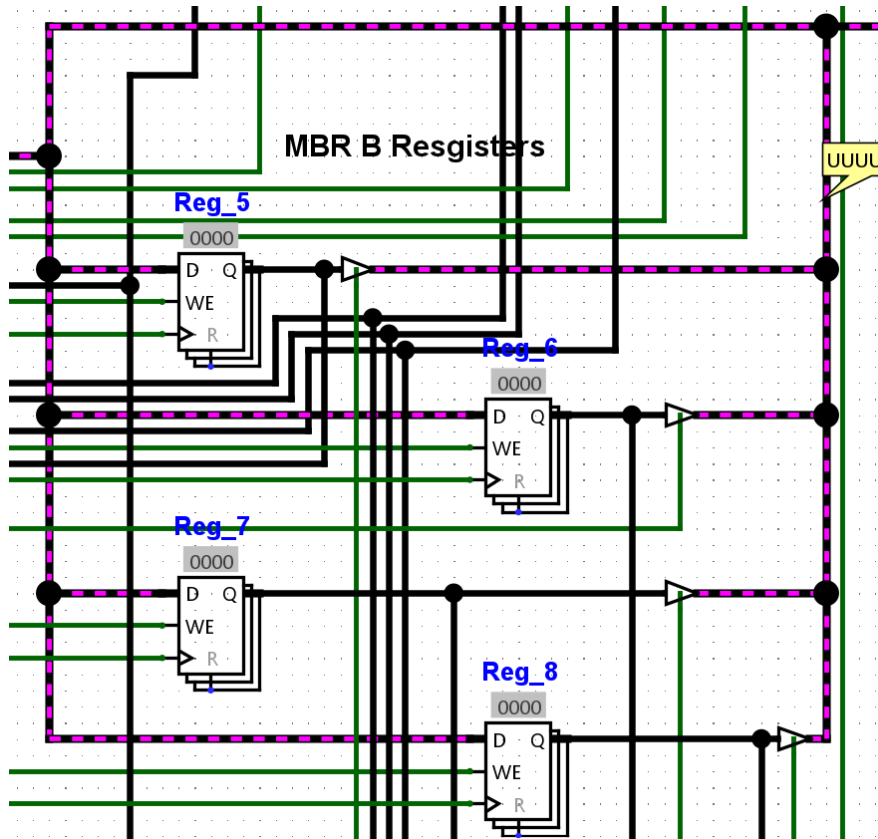 MBR B Resgisters
UUUU
Reg_5
0000
D Q
WE
R
Reg_6
0000
D Q
WE
R
Reg_7
0000
D Q
WE
R
Reg_8
0000
D Q
WE
R